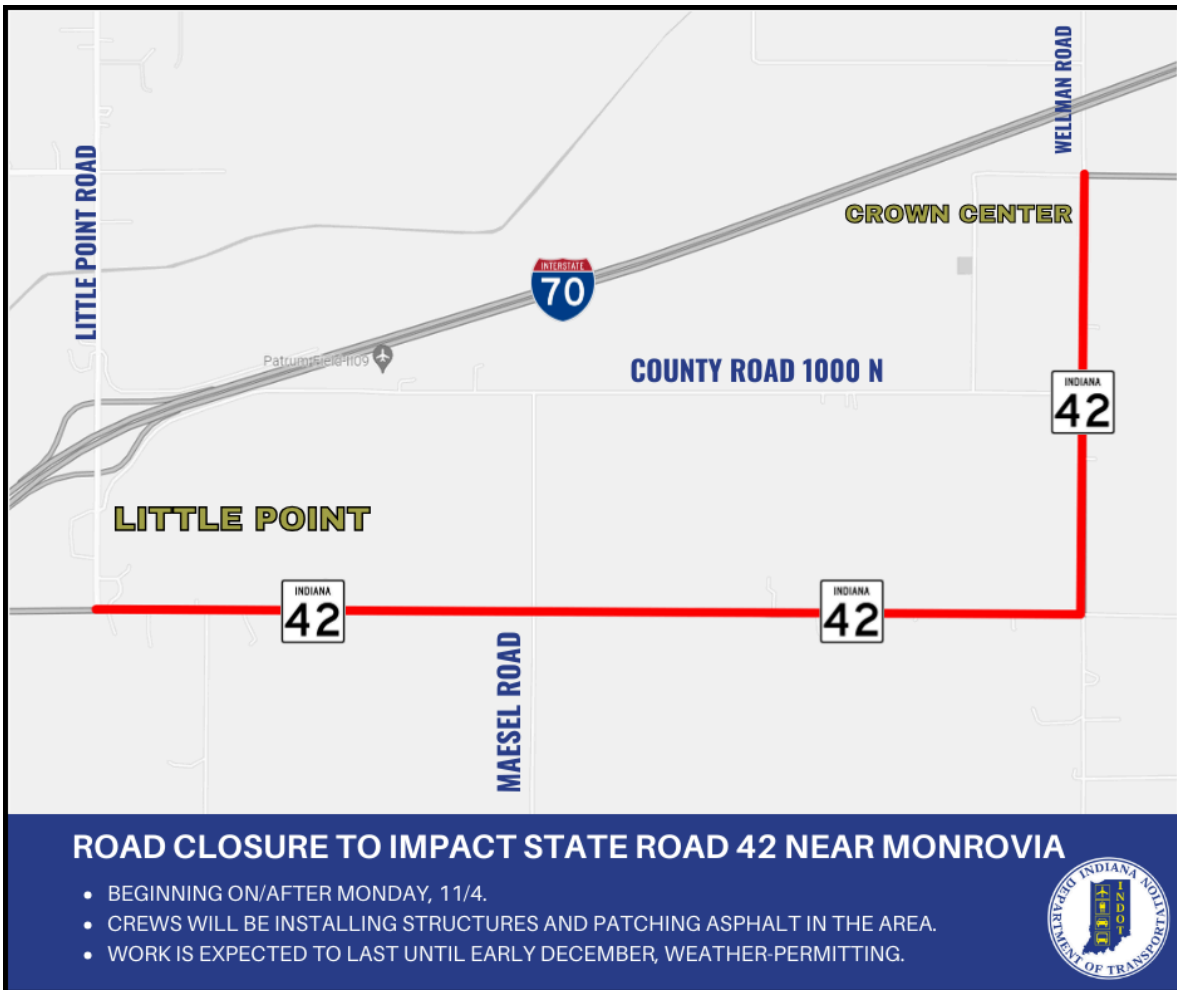 WELLMAN ROAD
LITTLE POINT ROAD
CROWN CENTER
INTERSTATE
70
Patrum Field-II09
COUNTY ROAD 1000 N
INDIANA
42
LITTLE POINT
INDIANA
42
INDIANA
42
MAESEL ROAD
ROAD CLOSURE TO IMPACT STATE ROAD 42 NEAR MONROVIA
• BEGINNING ON/AFTER MONDAY, 11/4.
• CREWS WILL BE INSTALLING STRUCTURES AND PATCHING ASPHALT IN THE AREA.
• WORK IS EXPECTED TO LAST UNTIL EARLY DECEMBER, WEATHER-PERMITTING.
INDIANA
DEPARTMENT OF TRANSPORTATION
INDOT